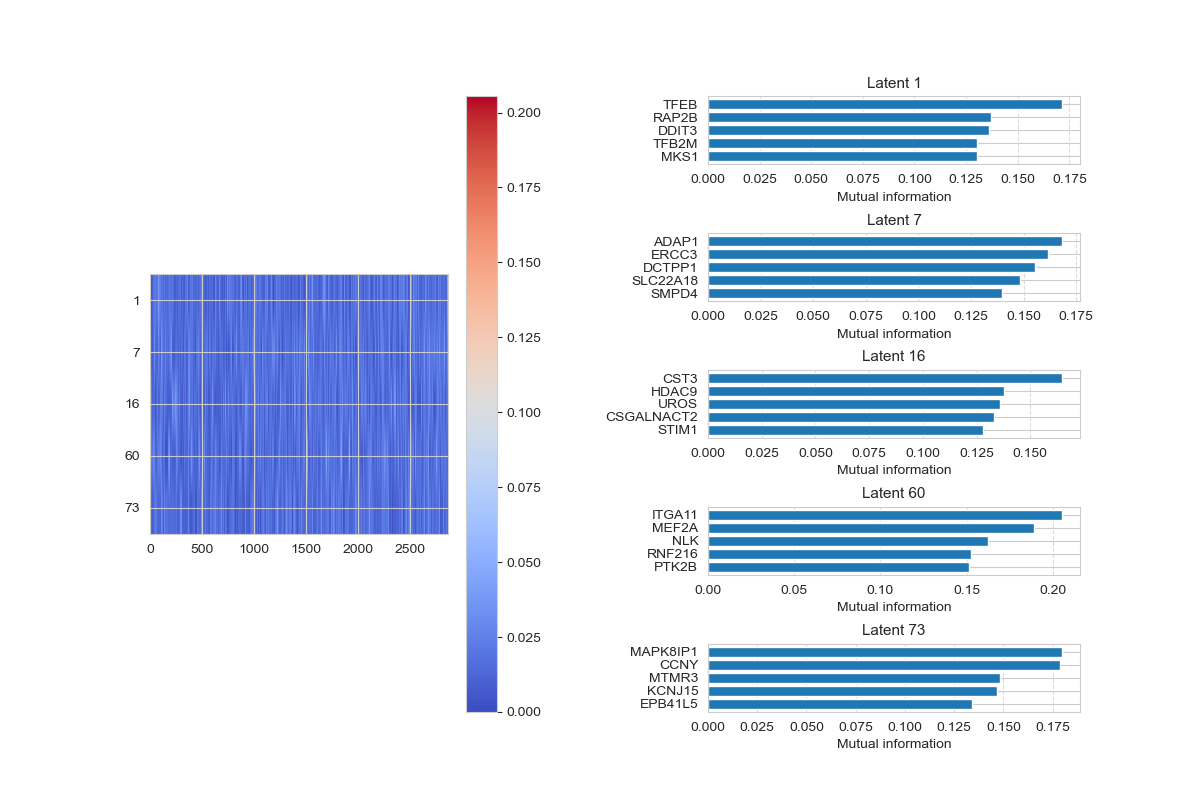 1
7
16
60
73
0 500 1000 1500 2000 2500
0.200
0.175
0.150
0.125
0.100
0.075
0.050
0.025
0.000
Latent 1
TFEB
RAP2B
DDIT3
TFB2M
MKS1
0.000 0.025 0.050 0.075 0.100 0.125 0.150 0.175
Mutual information
Latent 7
ADAP1
ERCC3
DCTPP1
SLC22A18
SMPD4
0.000 0.025 0.050 0.075 0.100 0.125 0.150 0.175
Mutual information
Latent 16
CST3
HDAC9
UROS
CSGALNACT2
STIM1
0.000 0.025 0.050 0.075 0.100 0.125 0.150
Mutual information
Latent 60
ITGA11
MEF2A
NLK
RNF216
PTK2B
0.00 0.05 0.10 0.15 0.20
Mutual information
Latent 73
MAPK8IP1
CCNY
MTMR3
KCNJ15
EPB41L5
0.000 0.025 0.050 0.075 0.100 0.125 0.150 0.175
Mutual information